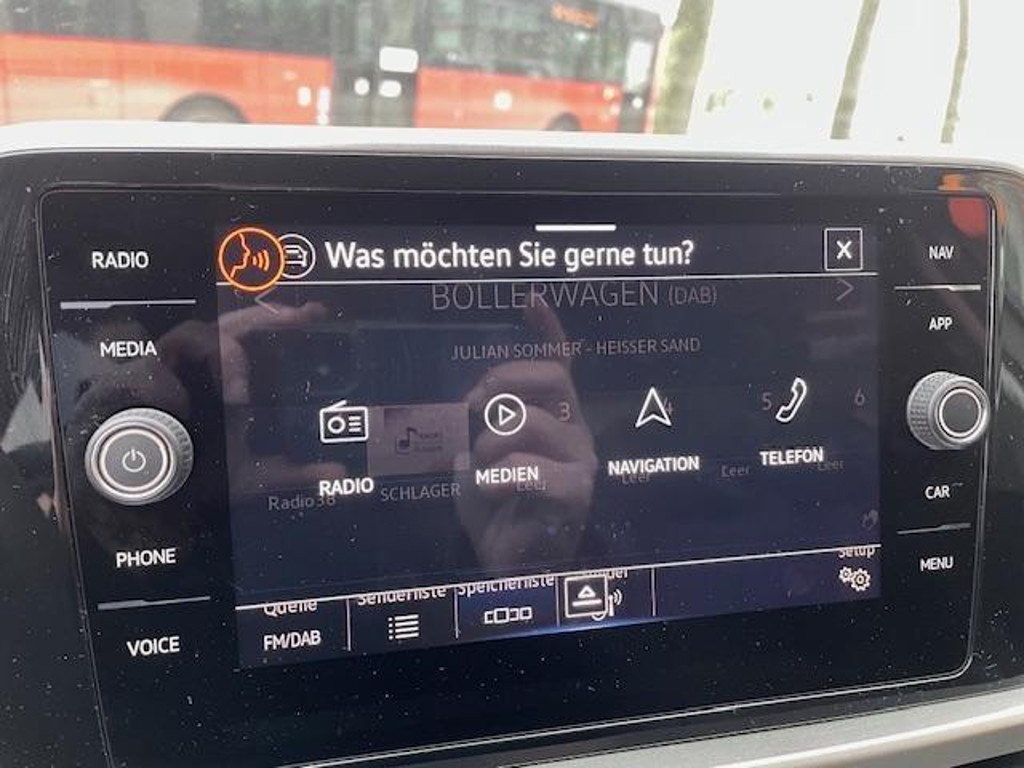 RADIO
MEDIA
PHONE
VOICE
Was möchten Sie gerne tun?
X
BOLLERWAGEN (DAB)
JULIAN SOMMER - HEISSER SAND
3
4
5
6
RADIO
MEDIEN
NAVIGATION
TELEFON
Radio38
SCHLAGER
Leer
Leer
Leer
Leer
Quelle
FM/DAB
Senderliste
Speicherliste
Setup
NAV
APP
CAR
MENU